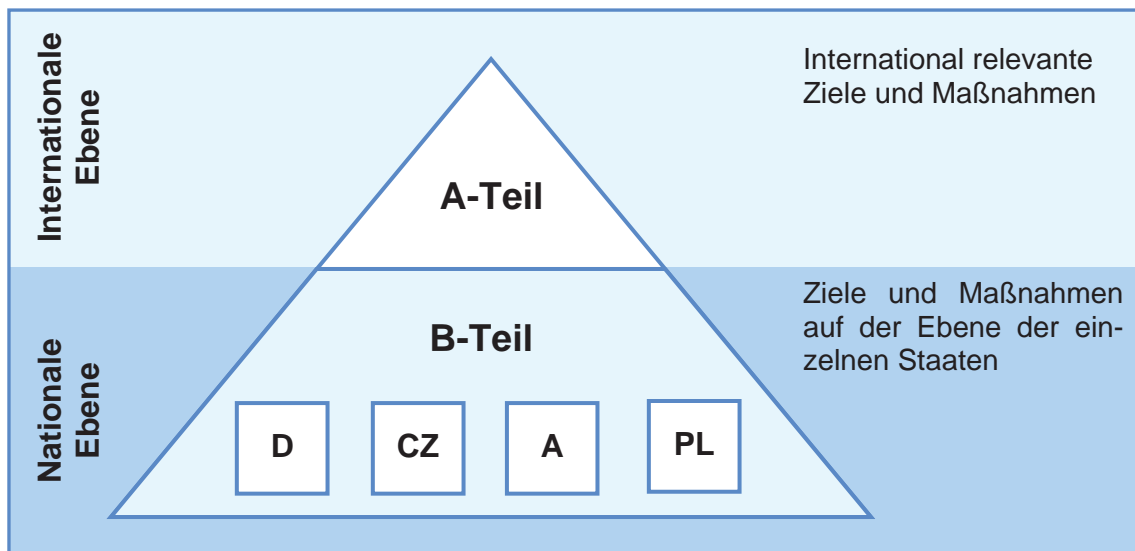 Internationale
Ebene
International relevante
Ziele und Maßnahmen
A-Teil
Nationale
Ebene
Ziele und Maßnahmen
auf der Ebene der ein-
zelnen Staaten
B-Teil
D CZ A PL